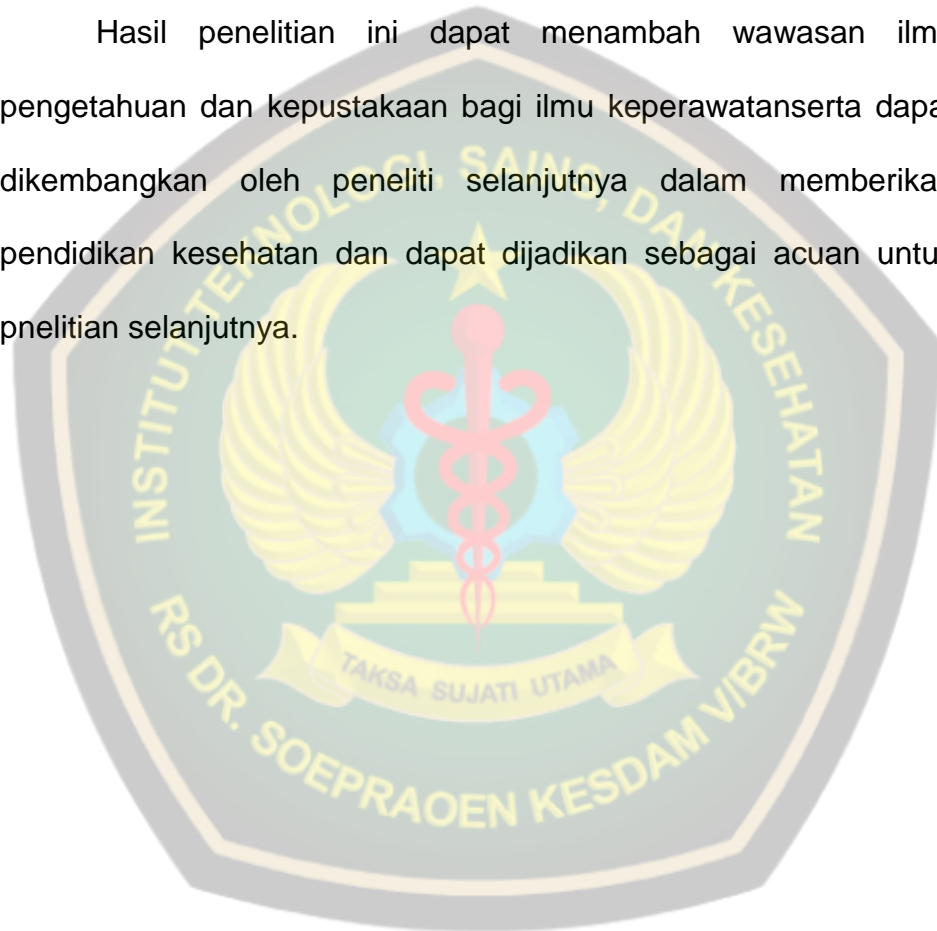 Hasil penelitian ini dapat menambah wawasan ilm
pengetahuan dan kepustakaan bagi ilmu keperawatanserta dapa
dikembangkan oleh peneliti selanjutnya dalam memberika
pendidikan kesehatan dan dapat dijadikan sebagai acuan untu
pnelitian selanjutnya.
INSTITUT TEKNOLOGI, SAINS, DAN KESEHATAN
TAKSA SUJATI UTAMA
RS DR. SOEPRAOEN KESDAM V/BRW